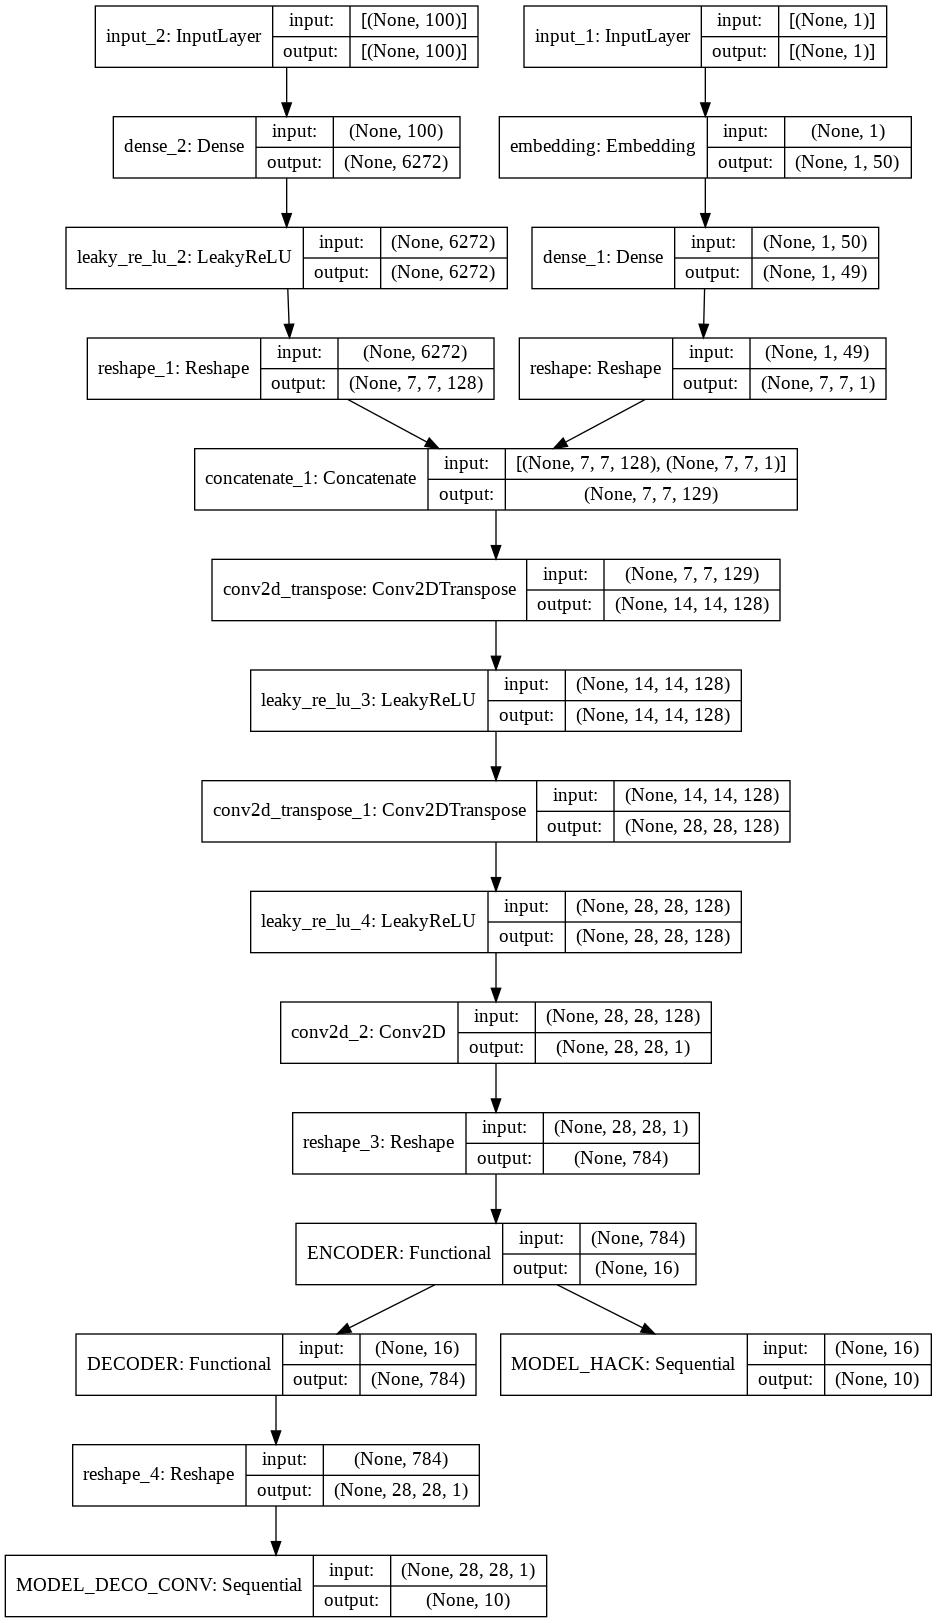 input_2: InputLayer
input: [(None, 100)]
output: [(None, 100)]
input_1: InputLayer
input: [(None, 1)]
output: [(None, 1)]
dense_2: Dense
input: (None, 100)
output: (None, 6272)
embedding: Embedding
input: (None, 1)
output: (None, 1, 50)
leaky_re_lu_2: LeakyReLU
input: (None, 6272)
output: (None, 6272)
dense_1: Dense
input: (None, 1, 50)
output: (None, 1, 49)
reshape_1: Reshape
input: (None, 6272)
output: (None, 7, 7, 128)
reshape: Reshape
input: (None, 1, 49)
output: (None, 7, 7, 1)
concatenate_1: Concatenate
input: [(None, 7, 7, 128), (None, 7, 7, 1)]
output: (None, 7, 7, 129)
conv2d_transpose: Conv2DTranspose
input: (None, 7, 7, 129)
output: (None, 14, 14, 128)
leaky_re_lu_3: LeakyReLU
input: (None, 14, 14, 128)
output: (None, 14, 14, 128)
conv2d_transpose_1: Conv2DTranspose
input: (None, 14, 14, 128)
output: (None, 28, 28, 128)
leaky_re_lu_4: LeakyReLU
input: (None, 28, 28, 128)
output: (None, 28, 28, 128)
conv2d_2: Conv2D
input: (None, 28, 28, 128)
output: (None, 28, 28, 1)
reshape_3: Reshape
input: (None, 28, 28, 1)
output: (None, 784)
ENCODER: Functional
input: (None, 784)
output: (None, 16)
DECODER: Functional
input: (None, 16)
output: (None, 784)
MODEL_HACK: Sequential
input: (None, 16)
output: (None, 10)
reshape_4: Reshape
input: (None, 784)
output: (None, 28, 28, 1)
MODEL_DECO_CONV: Sequential
input: (None, 28, 28, 1)
output: (None, 10)